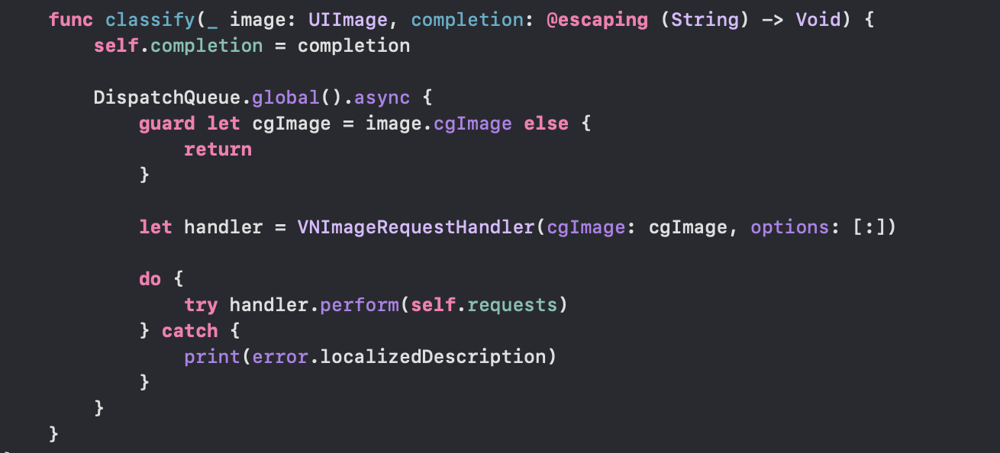 func classify(_ image: UIImage, completion: @escaping (String) -> Void) {
self.completion = completion
DispatchQueue.global().async {
guard let cgImage = image.cgImage else {
return
}
let handler = VNImageRequestHandler(cgImage: cgImage, options: [:])
do {
try handler.perform(self.requests)
} catch {
print(error.localizedDescription)
}
}
}